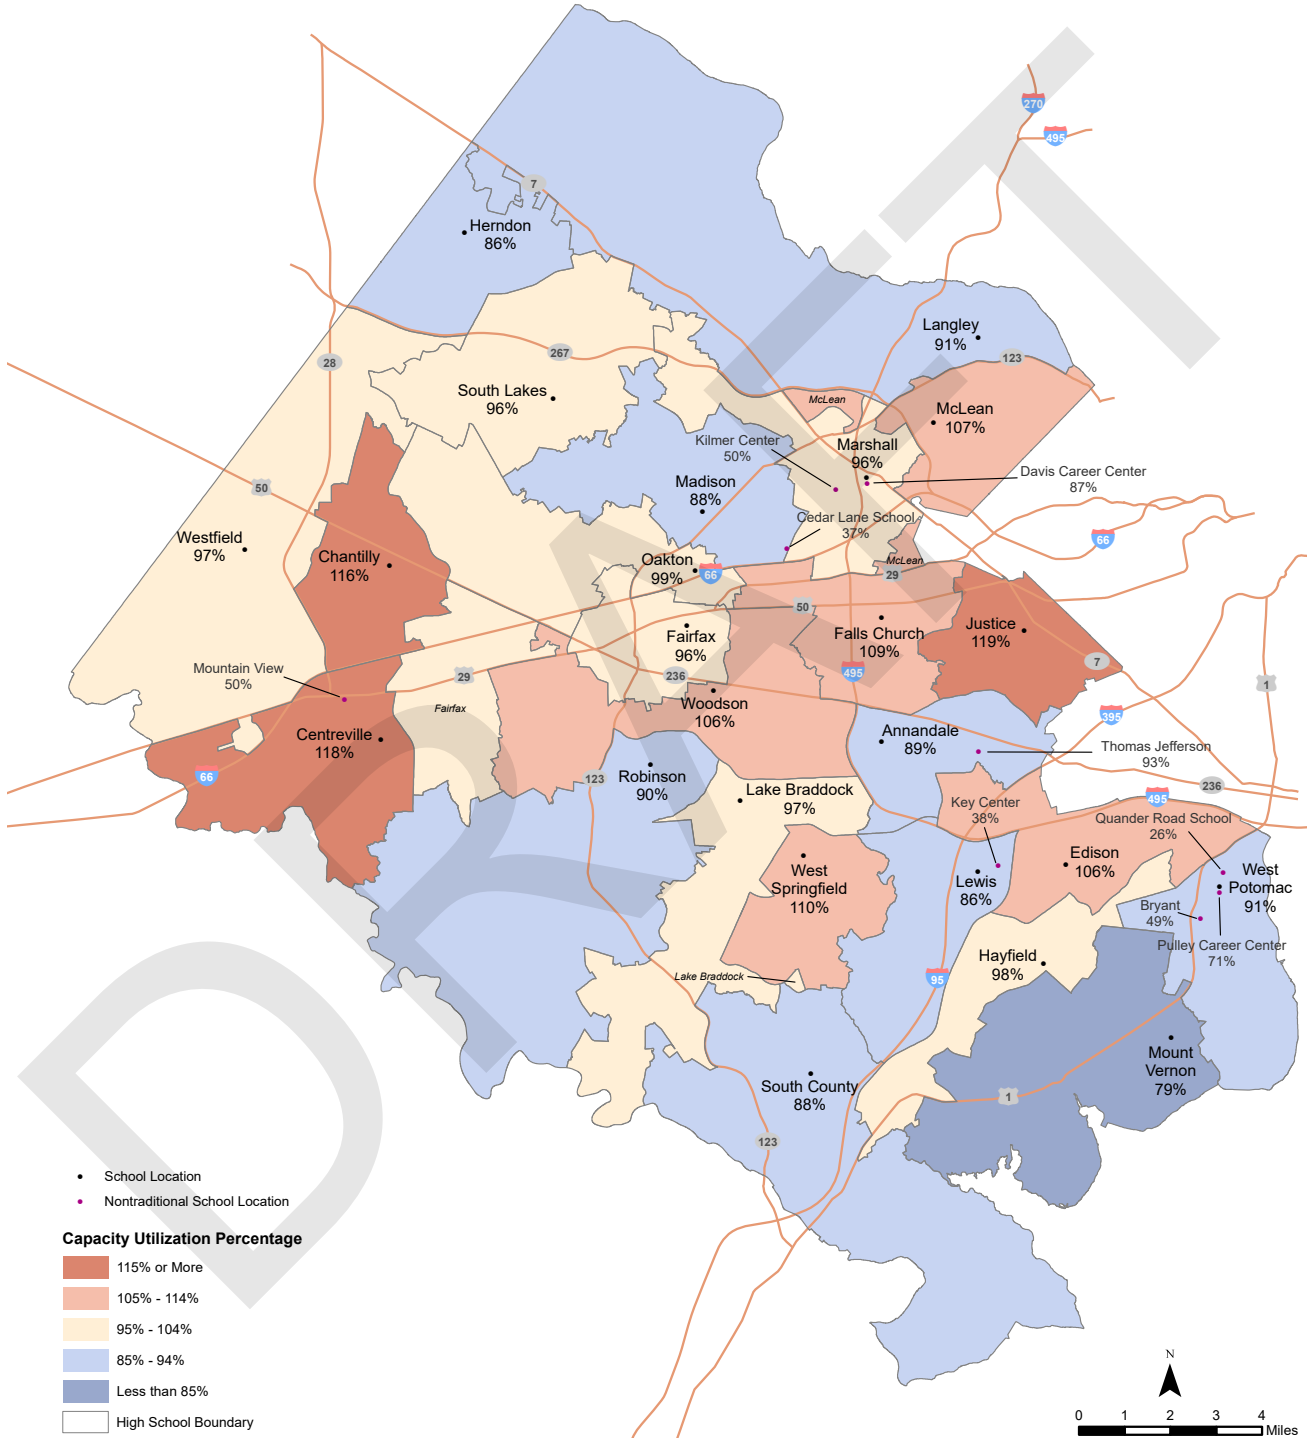 270
495
7
Herndon
86%
Langley
91%
123
28
267
South Lakes
96%
McLean
McLean
107%
Marshall
96%
Kilmer Center
50%
Davis Career Center
87%
Madison
88%
50
Cedar Lane School
37%
Westfield
97%
Chantilly
116%
66
Oakton
99%
66
McLean
29
50
Fairfax
96%
Falls Church
109%
Justice
119%
7
Mountain View
50%
29
236
495
1
Woodson
106%
Fairfax
395
Centreville
118%
Annandale
89%
Thomas Jefferson
93%
66
123
Robinson
90%
Lake Braddock
97%
236
495
Key Center
38%
Quander Road School
26%
West
Springfield
110%
Edison
106%
Lewis
86%
West
Potomac
91%
Bryant
49%
Pulley Career Center
71%
Hayfield
98%
Lake Braddock
95
Mount
Vernon
79%
South County
88%
1
123
School Location
Nontraditional School Location
Capacity Utilization Percentage
115% or More
105% - 114%
95% - 104%
85% - 94%
Less than 85%
High School Boundary
N
0 1 2 3 4
Miles
DRAFT